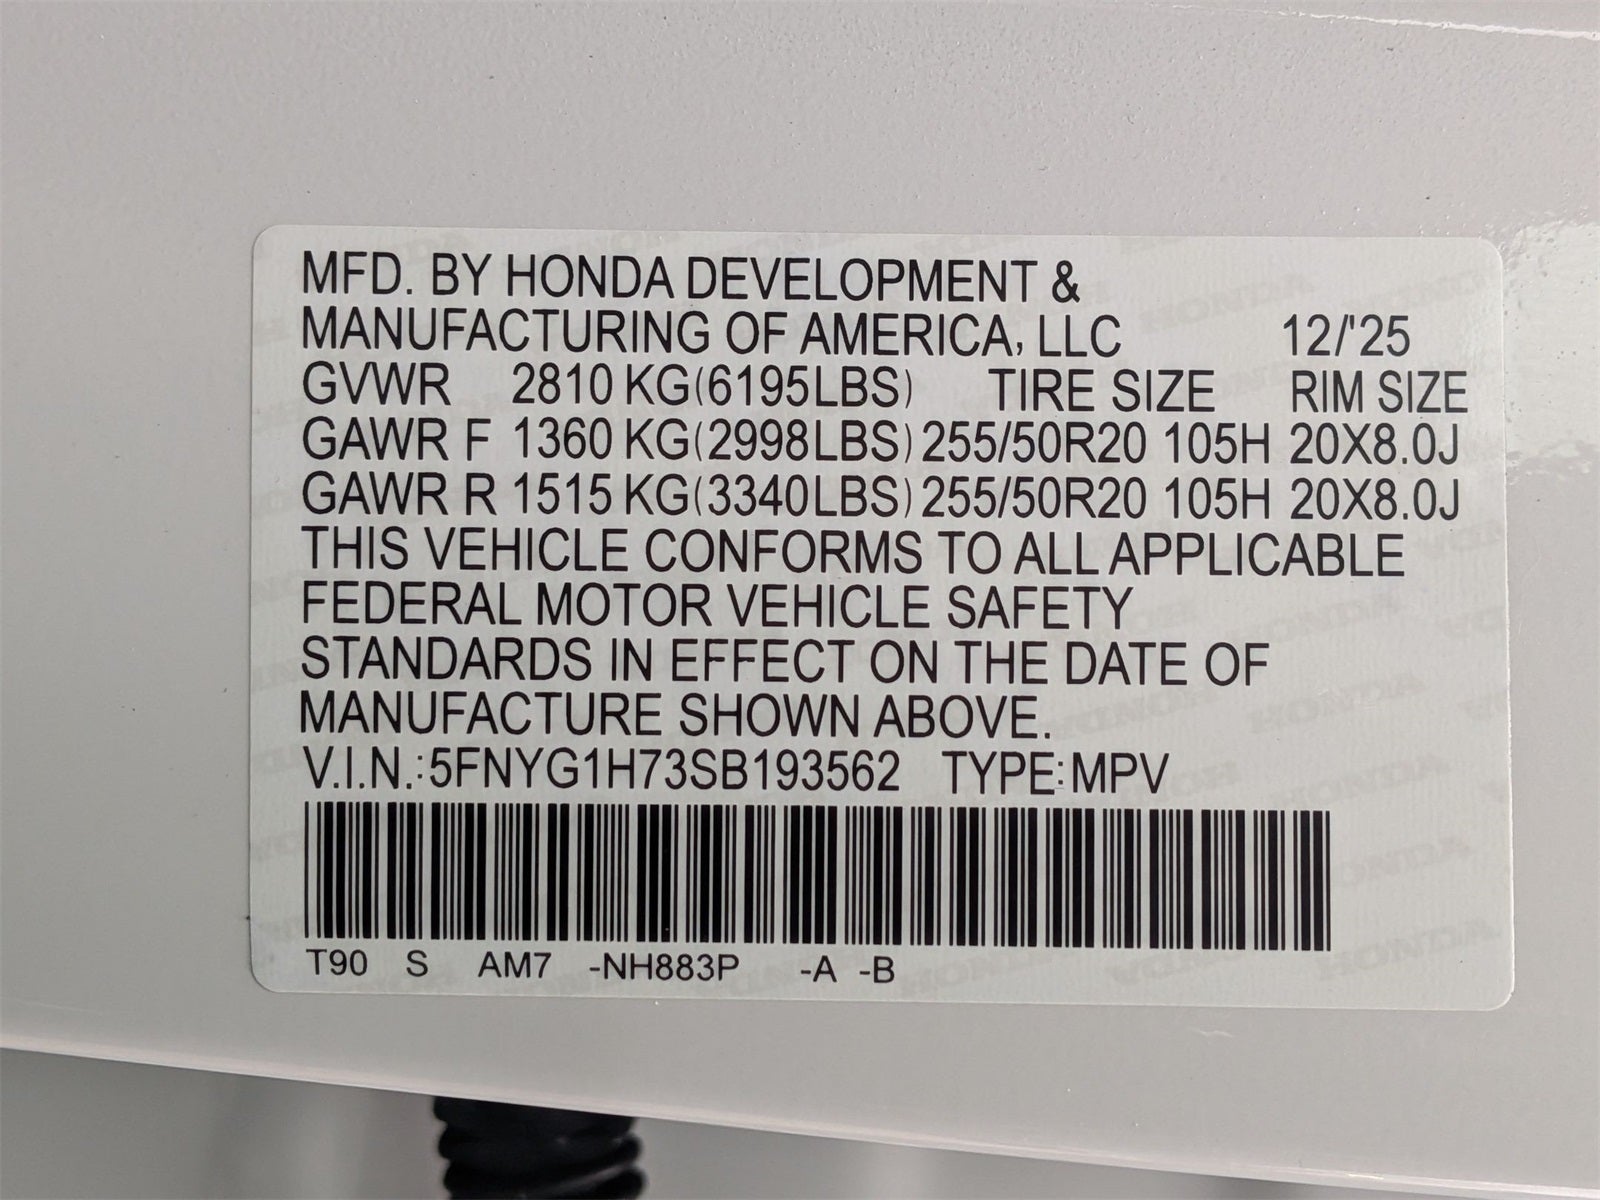 MFD. BY HONDA DEVELOPMENT &
MANUFACTURING OF AMERICA, LLC 12/'25
GVWR 2810 KG(6195LBS) TIRE SIZE RIM SIZE
GAWR F 1360 KG(2998LBS) 255/50R20 105H 20X8.0J
GAWR R 1515 KG(3340LBS) 255/50R20 105H 20X8.0J
THIS VEHICLE CONFORMS TO ALL APPLICABLE
FEDERAL MOTOR VEHICLE SAFETY
STANDARDS IN EFFECT ON THE DATE OF
MANUFACTURE SHOWN ABOVE.
V.I.N.:5FNYG1H73SB193562 TYPE:MPV
T90 S AM7 -NH883P -A -B